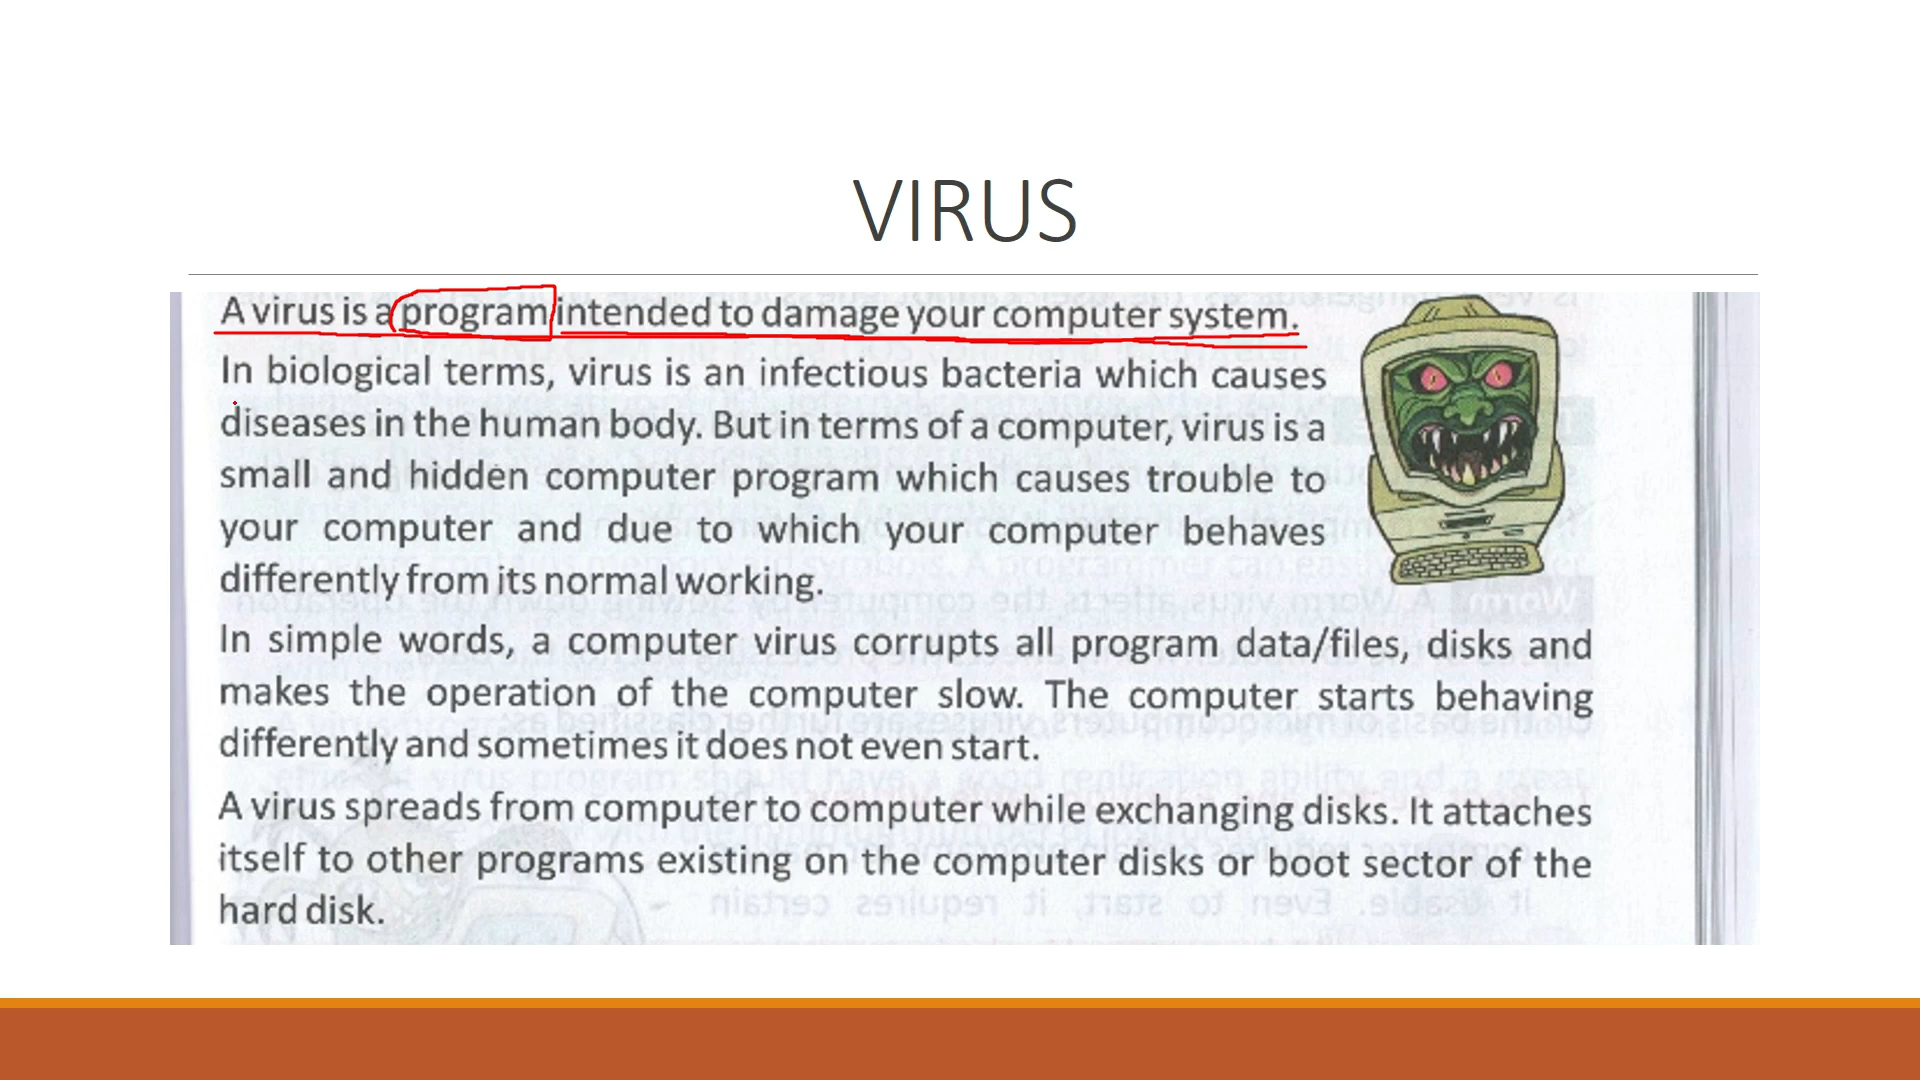 VIRUS
A virus is a program intended to damage your computer system.
In biological terms, virus is an infectious bacteria which causes
diseases in the human body. But in terms of a computer, virus is a
small and hidden computer program which causes trouble to
your computer and due to which your computer behaves
differently from its normal working.
In simple words, a computer virus corrupts all program data/files, disks and
makes the operation of the computer slow. The computer starts behaving
differently and sometimes it does not even start.
A virus spreads from computer to computer while exchanging disks. It attaches
itself to other programs existing on the computer disks or boot sector of the
hard disk.